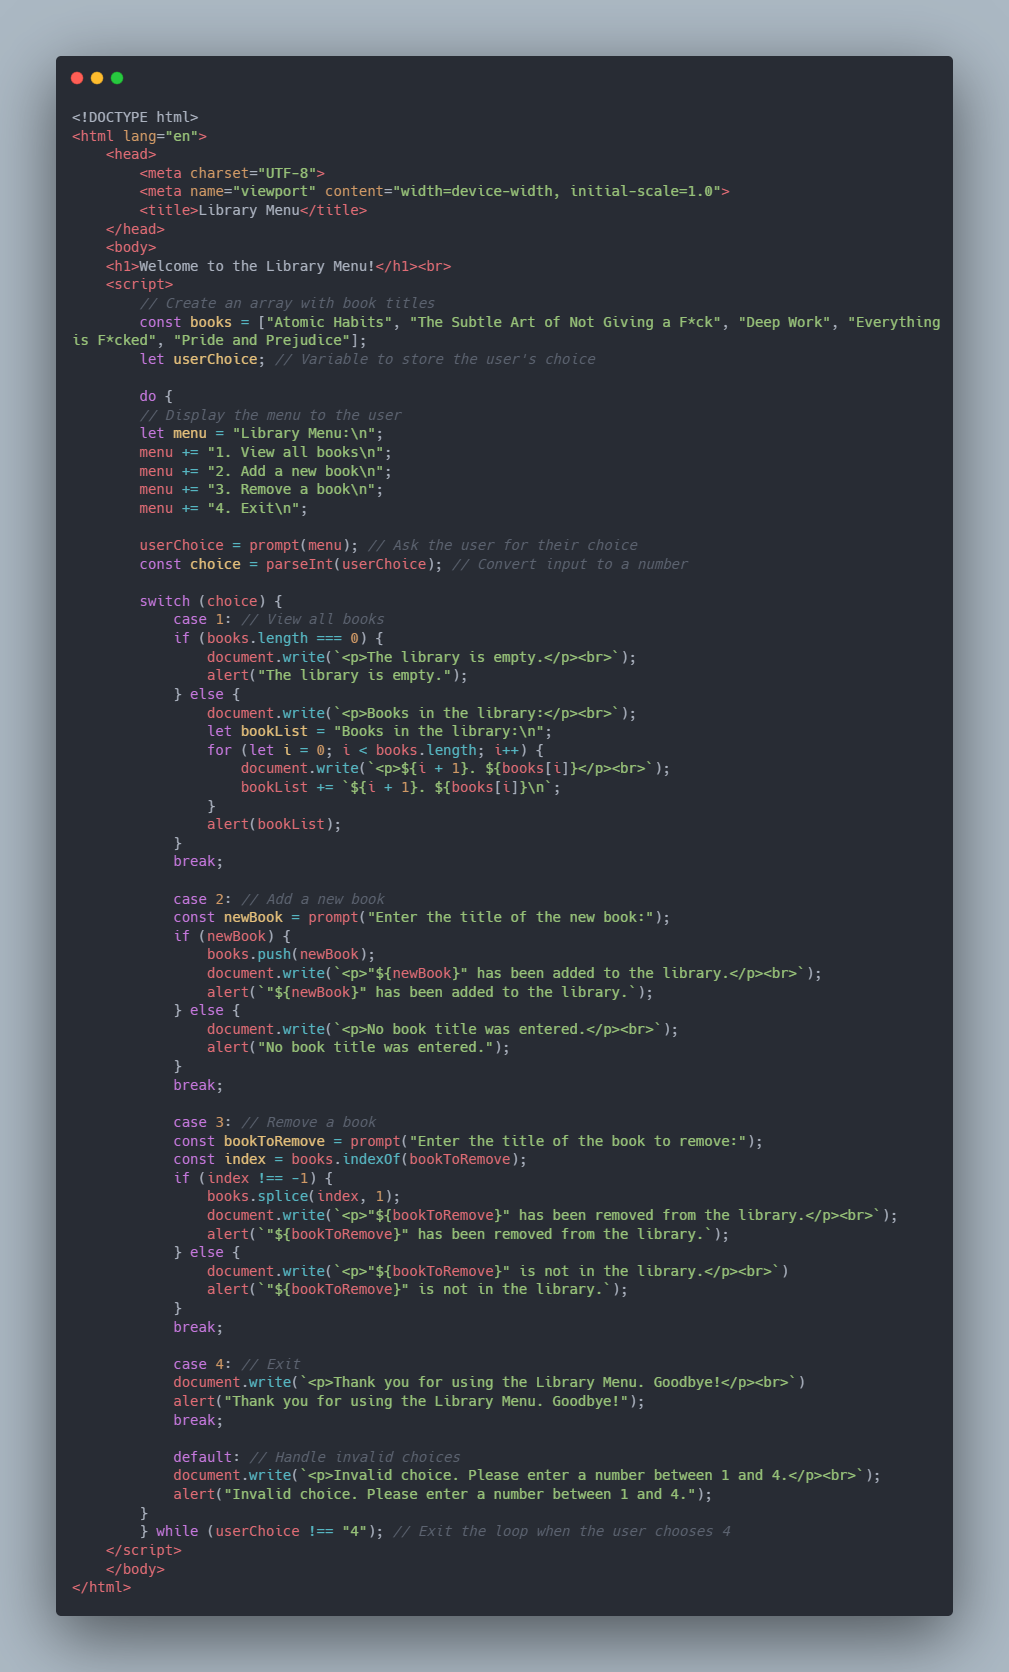 <!DOCTYPE html>
<html lang="en">
    <head>
        <meta charset="UTF-8">
        <meta name="viewport" content="width=device-width, initial-scale=1.0">
        <title>Library Menu</title>
    </head>
    <body>
    <h1>Welcome to the Library Menu!</h1><br>
    <script>
        // Create an array with book titles
        const books = ["Atomic Habits", "The Subtle Art of Not Giving a F*ck", "Deep Work", "Everything
is F*cked", "Pride and Prejudice"];
        let userChoice; // Variable to store the user's choice

        do {
        // Display the menu to the user
        let menu = "Library Menu:\n";
        menu += "1. View all books\n";
        menu += "2. Add a new book\n";
        menu += "3. Remove a book\n";
        menu += "4. Exit\n";

        userChoice = prompt(menu); // Ask the user for their choice
        const choice = parseInt(userChoice); // Convert input to a number

        switch (choice) {
            case 1: // View all books
            if (books.length === 0) {
                document.write(`<p>The library is empty.</p><br>`);
                alert("The library is empty.");
            } else {
                document.write(`<p>Books in the library:</p><br>`);
                let bookList = "Books in the library:\n";
                for (let i = 0; i < books.length; i++) {
                    document.write(`<p>${i + 1}. ${books[i]}</p><br>`);
                    bookList += `${i + 1}. ${books[i]}\n`;
                }
                alert(bookList);
            }
            break;

            case 2: // Add a new book
            const newBook = prompt("Enter the title of the new book:");
            if (newBook) {
                books.push(newBook);
                document.write(`<p>"${newBook}" has been added to the library.</p><br>`);
                alert(`"${newBook}" has been added to the library.`);
            } else {
                document.write(`<p>No book title was entered.</p><br>`);
                alert("No book title was entered.");
            }
            break;

            case 3: // Remove a book
            const bookToRemove = prompt("Enter the title of the book to remove:");
            const index = books.indexOf(bookToRemove);
            if (index !== -1) {
                books.splice(index, 1);
                document.write(`<p>"${bookToRemove}" has been removed from the library.</p><br>`);
                alert(`"${bookToRemove}" has been removed from the library.`);
            } else {
                document.write(`<p>"${bookToRemove}" is not in the library.</p><br>`)
                alert(`"${bookToRemove}" is not in the library.`);
            }
            break;

            case 4: // Exit
            document.write(`<p>Thank you for using the Library Menu. Goodbye!</p><br>`)
            alert("Thank you for using the Library Menu. Goodbye!");
            break;

            default: // Handle invalid choices
            document.write(`<p>Invalid choice. Please enter a number between 1 and 4.</p><br>`);
            alert("Invalid choice. Please enter a number between 1 and 4.");
        }
        } while (userChoice !== "4"); // Exit the loop when the user chooses 4
    </script>
    </body>
</html>